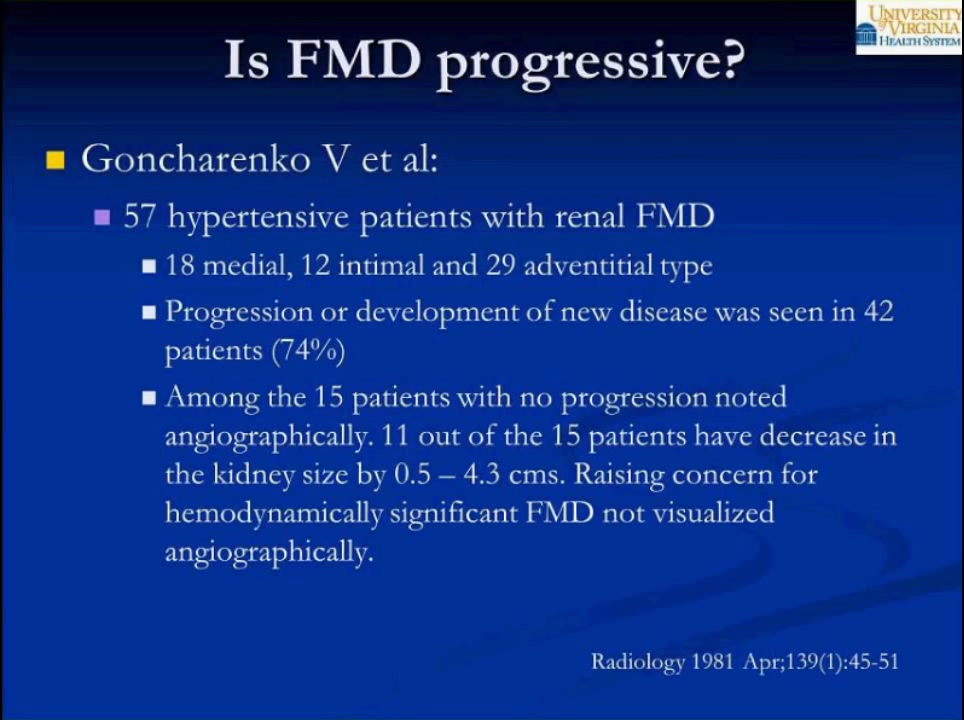 UNIVERSITY
VIRGINIA
HEALTH SYSTEM
Is FMD progressive?
Goncharenko V et al:
57 hypertensive patients with renal FMD
18 medial, 12 intimal and 29 adventitial type
Progression or development of new disease was seen in 42
patients (74%)
Among the 15 patients with no progression noted
angiographically. 11 out of the 15 patients have decrease in
the kidney size by 0.5 – 4.3 cms. Raising concern for
hemodynamically significant FMD not visualized
angiographically.
Radiology 1981 Apr;139(1):45-51